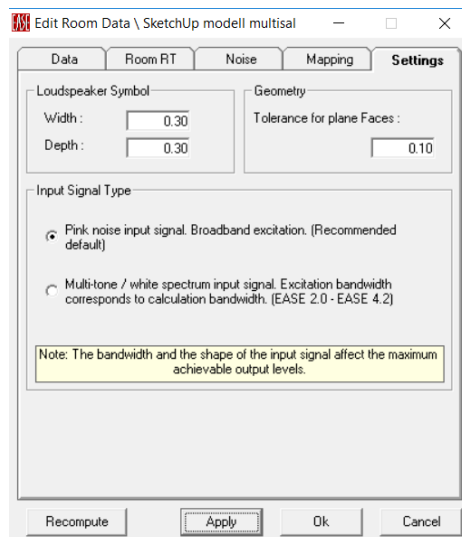 EASE Edit Room Data \ SketchUp modell multisal
Data Room RT Noise Mapping Settings
Loudspeaker Symbol Geometry
Width : 0.30 Tolerance for plane Faces :
Depth : 0.30 0.10
Input Signal Type
Pink noise input signal. Broadband excitation. (Recommended
default)
Multi-tone / white spectrum input signal. Excitation bandwidth
corresponds to calculation bandwidth. (EASE 2.0 - EASE 4.2)
Note: The bandwidth and the shape of the input signal affect the maximum
achievable output levels.
Recompute Apply Ok Cancel